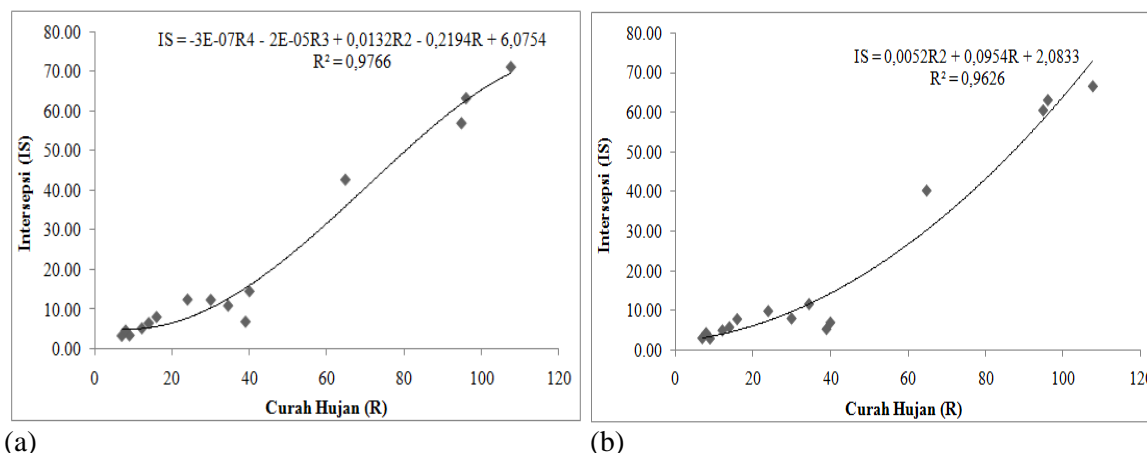 IS = -3E-07R4 - 2E-05R3 + 0,0132R2 - 0,2194R + 6,0754
R² = 0,9766
Intersepsi (IS)
80.00
70.00
60.00
50.00
40.00
30.00
20.00
10.00
0.00
0 20 40 60 80 100 120
Curah Hujan (R)
(a)
IS = 0,0052R2 + 0,0954R + 2,0833
R² = 0,9626
Intersepsi (IS)
80.00
70.00
60.00
50.00
40.00
30.00
20.00
10.00
0.00
0 20 40 60 80 100 120
Curah Hujan (R)
(b)